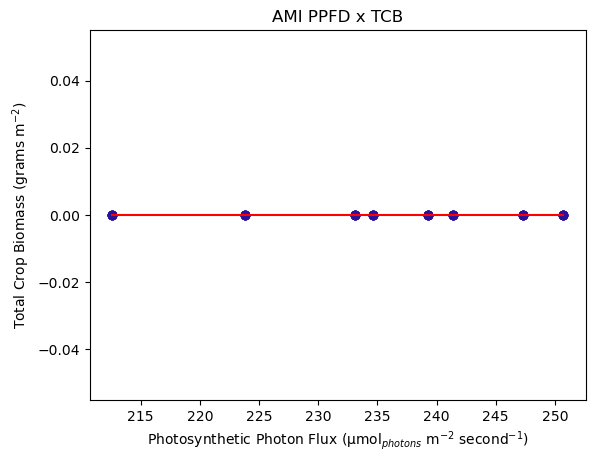 AMI PPFD x TCB
Total Crop Biomass (grams m⁻²)
0.04
0.02
0.00
−0.02
−0.04
215 220 225 230 235 240 245 250
Photosynthetic Photon Flux (μmol_photons m⁻² second⁻¹)